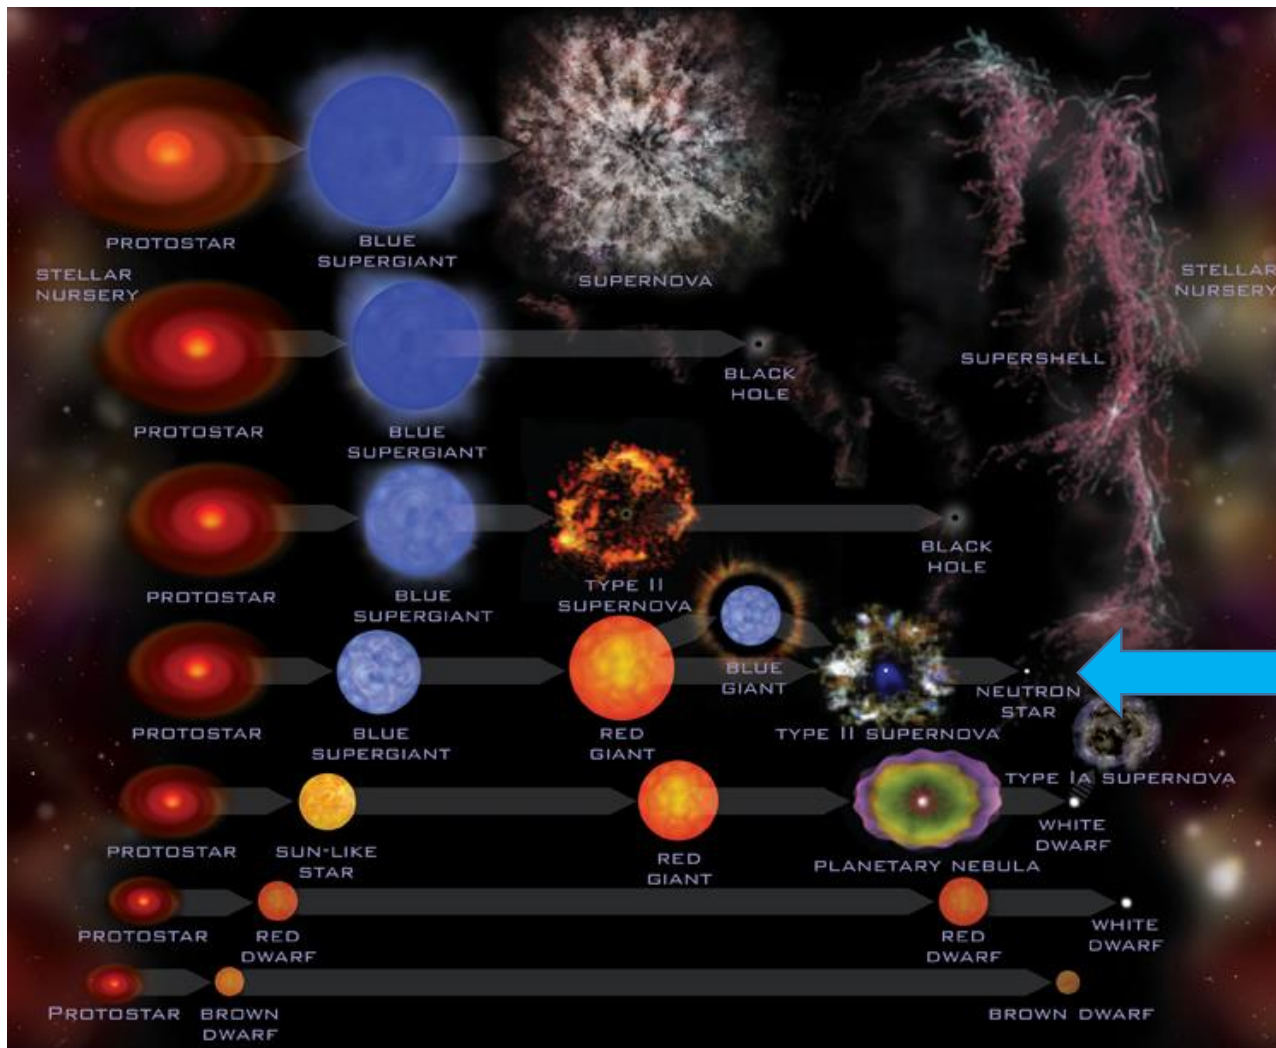 PROTOSTAR
BLUE
SUPERGIANT
SUPERNOVA
STELLAR
NURSERY
STELLAR
NURSERY
PROTOSTAR
BLUE
SUPERGIANT
BLACK
HOLE
SUPERSHELL
PROTOSTAR
BLUE
SUPERGIANT
TYPE II
SUPERNOVA
BLACK
HOLE
PROTOSTAR
BLUE
SUPERGIANT
RED
GIANT
BLUE
GIANT
TYPE II SUPERNOVA
NEUTRON
STAR
TYPE IA SUPERNOVA
PROTOSTAR
SUN-LIKE
STAR
RED
GIANT
PLANETARY NEBULA
WHITE
DWARF
PROTOSTAR
RED
DWARF
RED
DWARF
WHITE
DWARF
PROTOSTAR
BROWN
DWARF
BROWN DWARF